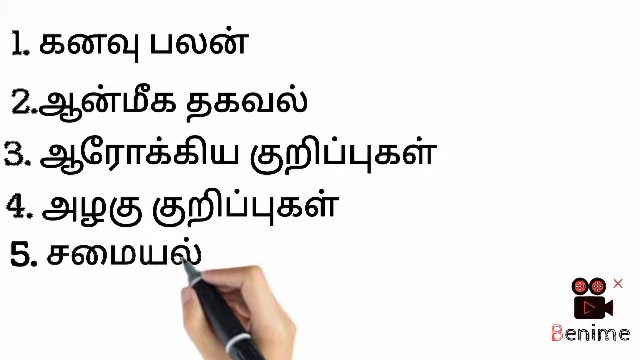 1. கனவு பலன்
2.ஆன்மீக தகவல்
3. ஆரோக்கிய குறிப்புகள்
4. அழகு குறிப்புகள்
5. சமையல்
Benime